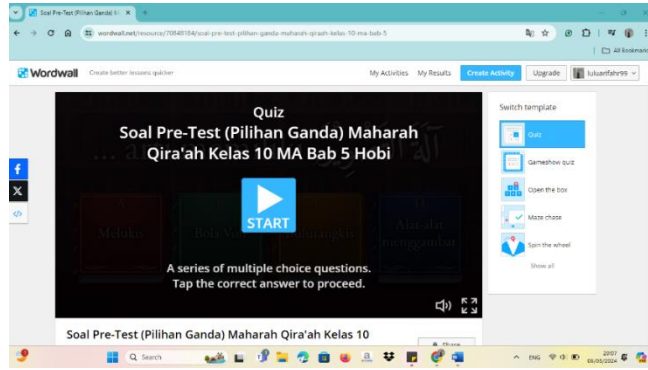 Soal Pre-Test (Pilihan Ganda) M
wordwall.net/resource/70848184/soal-pre-test-pilihan-ganda-maharah-qiraah-kelas-10-ma-bab-5
All Bookmarks
Wordwall
Create better lessons quicker
My Activities
My Results
Create Activity
Upgrade
luluarifahr99
Quiz
Soal Pre-Test (Pilihan Ganda) Maharah
Qira'ah Kelas 10 MA Bab 5 Hobi
START
Melukis
Bola Voli
Alat-alat
menggambar
A series of multiple choice questions.
Tap the correct answer to proceed.
Switch template
Quiz
Gameshow quiz
Open the box
Maze chase
Spin the wheel
Show all
Soal Pre-Test (Pilihan Ganda) Maharah Qira'ah Kelas 10
Share
Search
ENG
2007